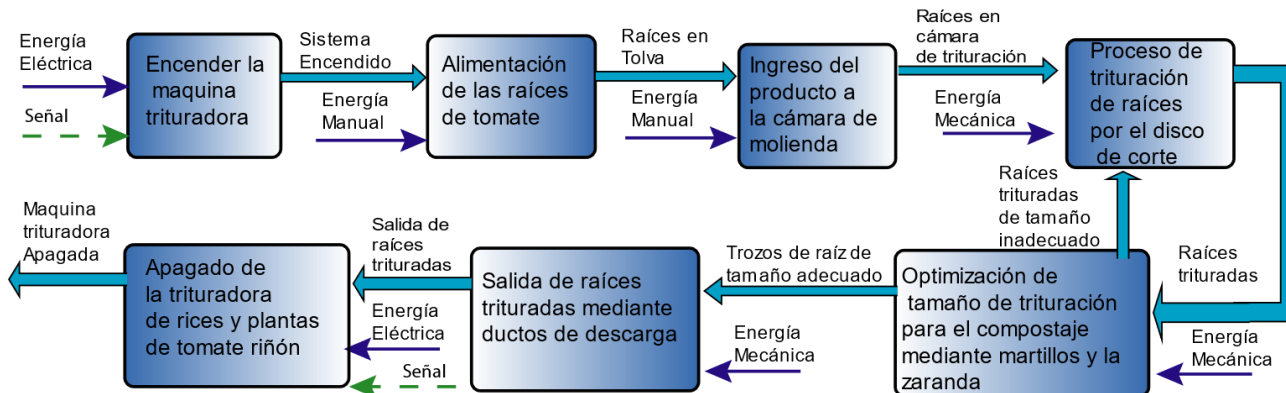 Energía
Eléctrica
Señal
Encender la
maquina
trituradora
Sistema
Encendido
Energía
Manual
Alimentación
de las raíces
de tomate
Raíces en
Tolva
Energía
Manual
Ingreso del
producto a
la cámara de
molienda
Raíces en
cámara
de trituración
Energía
Mecánica
Proceso de
trituración
de raíces
por el disco
de corte
Raíces
trituradas
de tamaño
inadecuado
Raíces
trituradas
Energía
Mecánica
Optimización de
tamaño de trituración
para el compostaje
mediante martillos y la
zaranda
Trozos de raíz de
tamaño adecuado
Energía
Mecánica
Salida de raíces
trituradas mediante
ductos de descarga
Salida de
raíces
trituradas
Energía
Eléctrica
Señal
Apagado de
la trituradora
de rices y plantas
de tomate riñón
Maquina
trituradora
Apagada